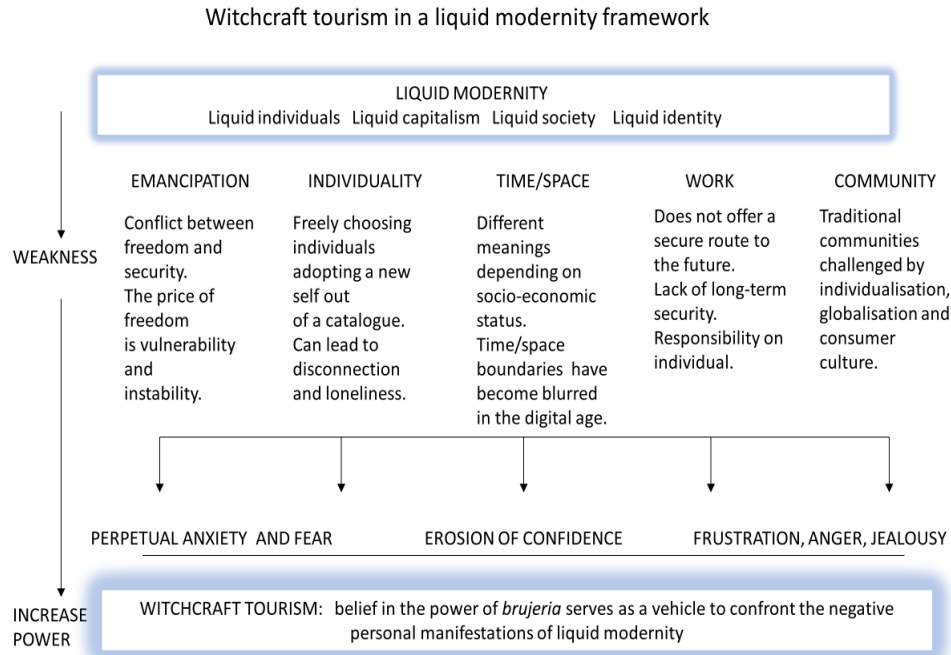 Witchcraft tourism in a liquid modernity framework
LIQUID MODERNITY
Liquid individuals Liquid capitalism Liquid society Liquid identity
WEAKNESS
EMANCIPATION
Conflict between
freedom and
security.
The price of
freedom
is vulnerability
and
instability.
INDIVIDUALITY
Freely choosing
individuals
adopting a new
self out
of a catalogue.
Can lead to
disconnection
and loneliness.
TIME/SPACE
Different
meanings
depending on
socio-economic
status.
Time/space
boundaries have
become blurred
in the digital age.
WORK
Does not offer a
secure route to
the future.
Lack of long-term
security.
Responsibility on
individual.
COMMUNITY
Traditional
communities
challenged by
individualisation,
globalisation and
consumer
culture.
PERPETUAL ANXIETY AND FEAR
EROSION OF CONFIDENCE
FRUSTRATION, ANGER, JEALOUSY
INCREASE
POWER
WITCHCRAFT TOURISM: belief in the power of brujeria serves as a vehicle to confront the negative
personal manifestations of liquid modernity